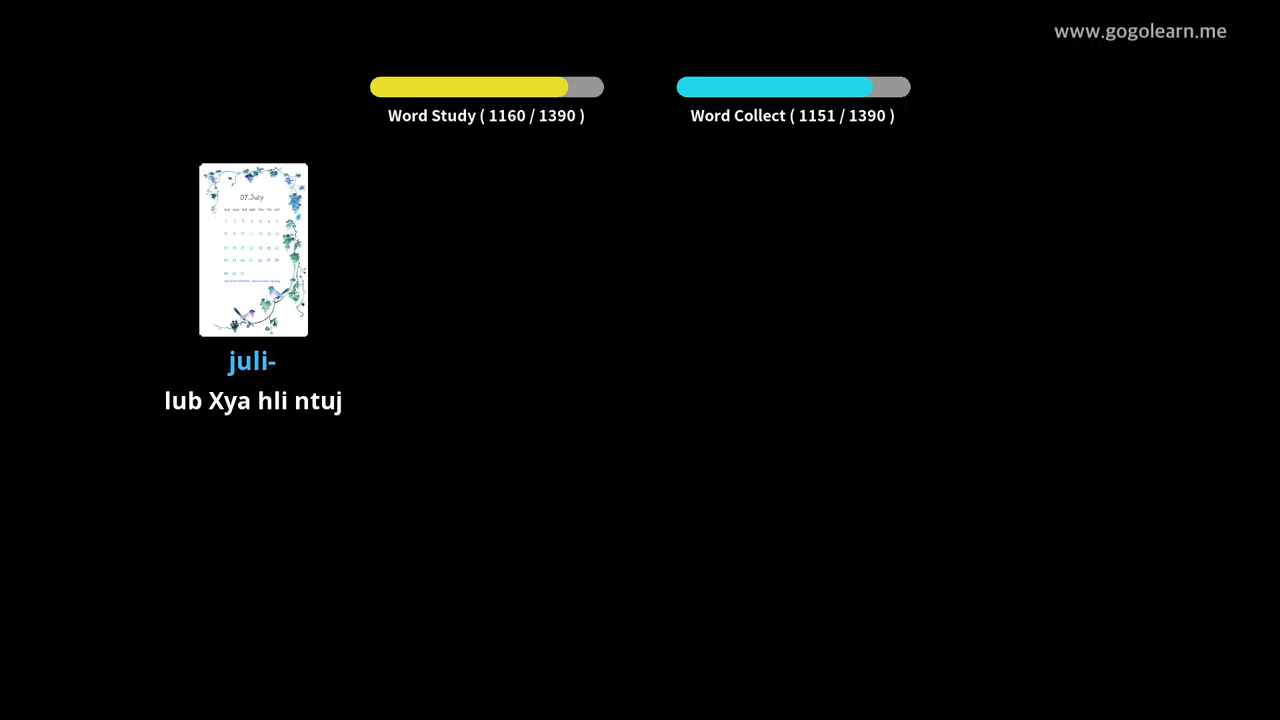 www.gogolearn.me
Word Study ( 1160 / 1390 )
Word Collect ( 1151 / 1390 )
07.July
juli-
lub Xya hli ntuj